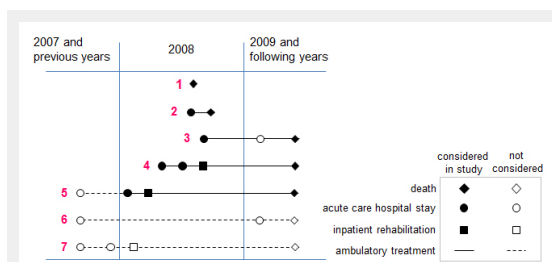 2007 and
previous years
2008
2009 and
following years
1
2
3
4
5
6
7
considered
in study
not
considered
death
acute care hospital stay
inpatient rehabilitation
ambulatory treatment